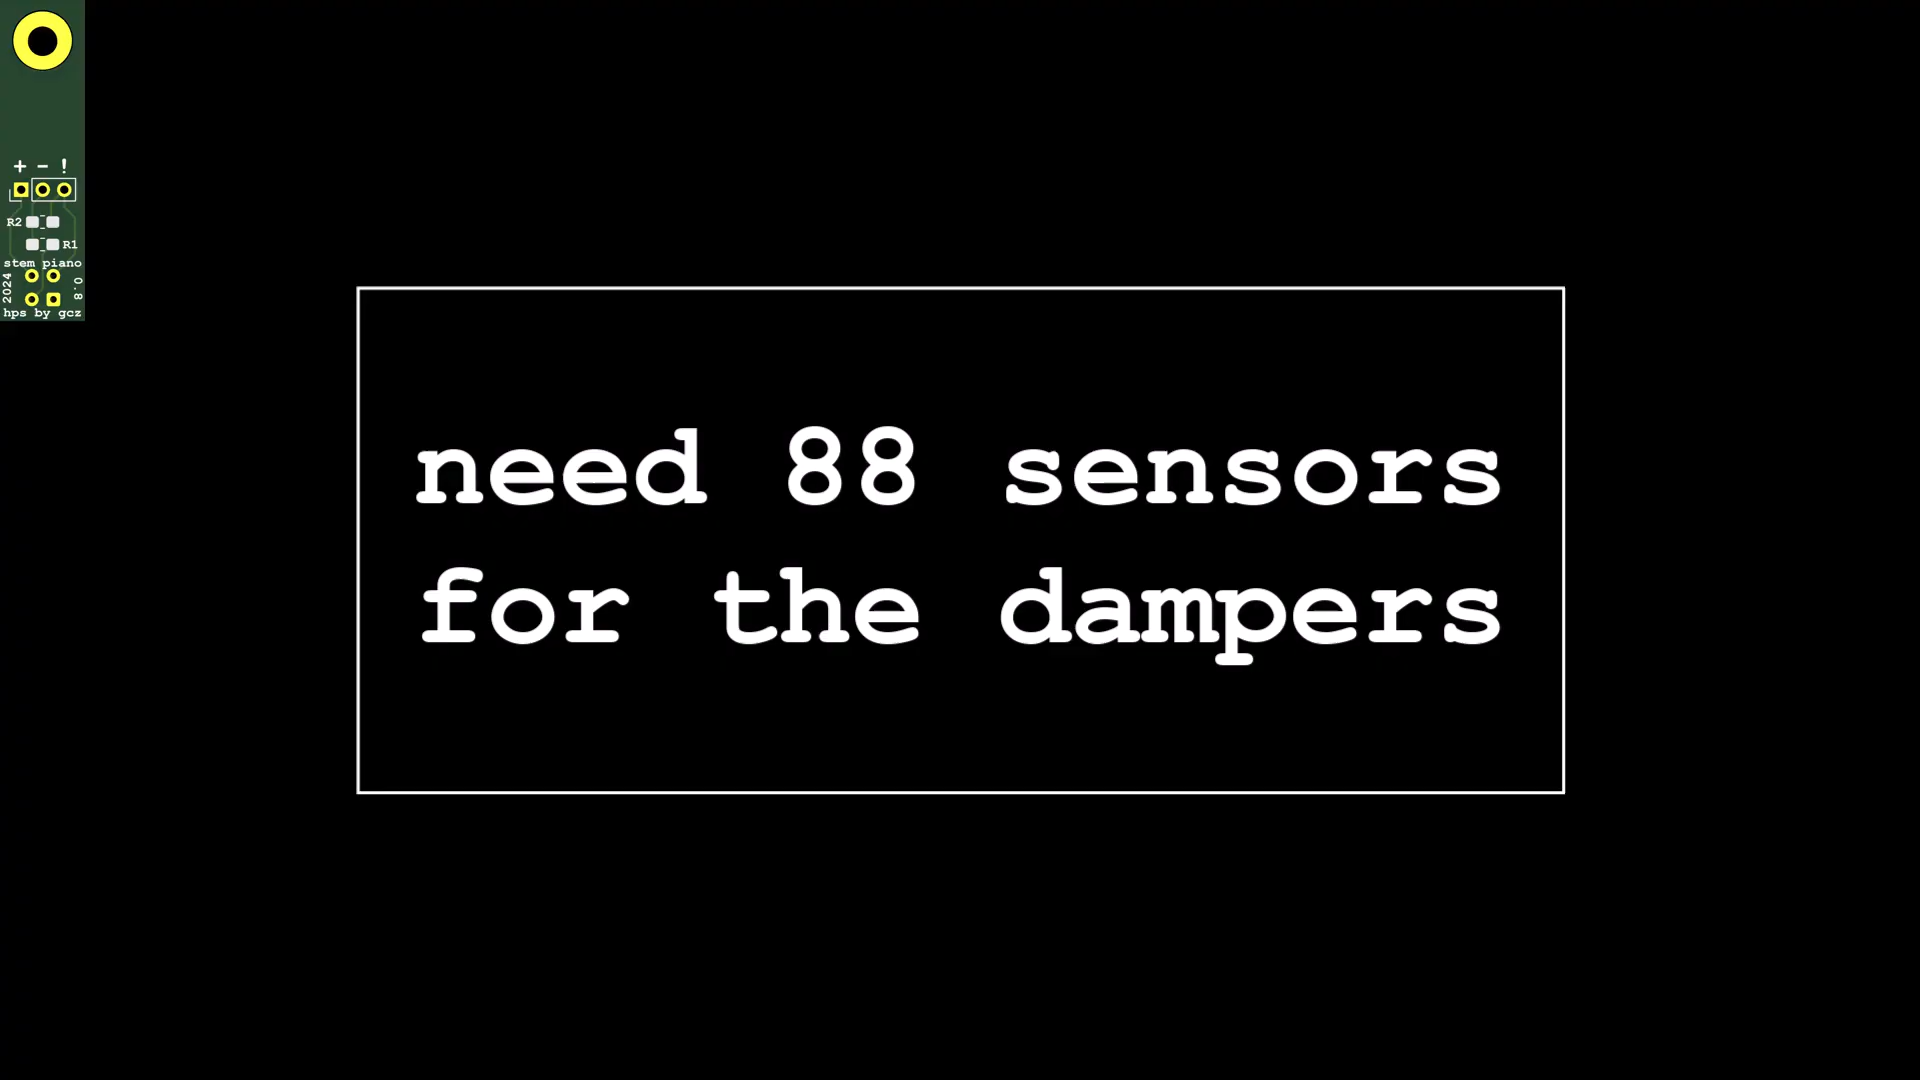 + - !
R2
R1
stem piano
2024
0.8
hps by gcz
need 88 sensors
for the dampers